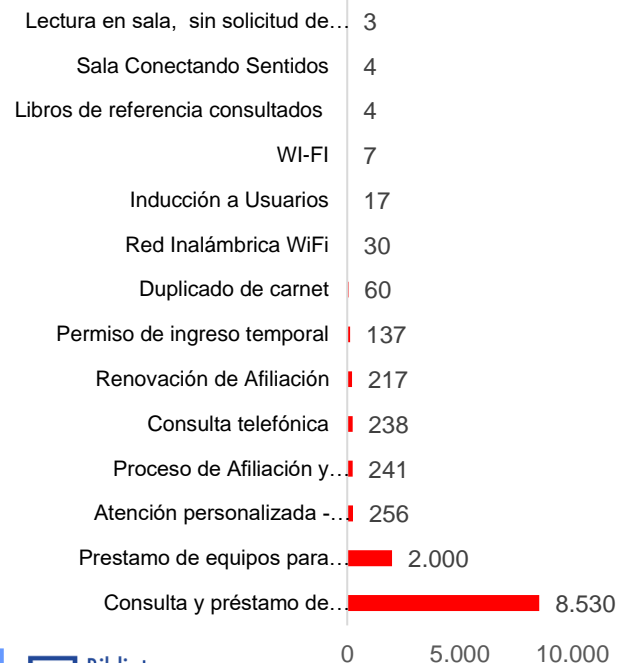 Lectura en sala,  sin solicitud de… 3
Sala Conectando Sentidos 4
Libros de referencia consultados 4
WI-FI 7
Inducción a Usuarios 17
Red Inalámbrica WiFi 30
Duplicado de carnet 60
Permiso de ingreso temporal 137
Renovación de Afiliación 217
Consulta telefónica 238
Proceso de Afiliación y… 241
Atención personalizada -… 256
Prestamo de equipos para… 2.000
Consulta y préstamo de… 8.530
0 5.000 10.000